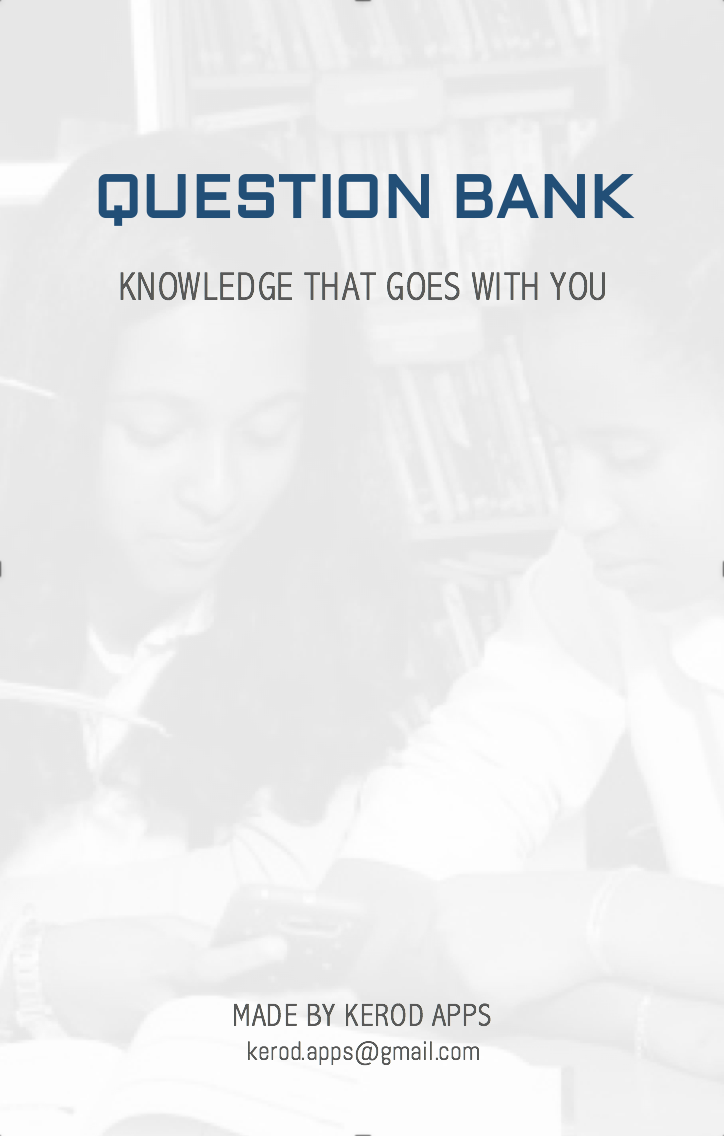 QUESTION BANK
KNOWLEDGE THAT GOES WITH YOU
MADE BY KEROD APPS
kerod.apps@gmail.com